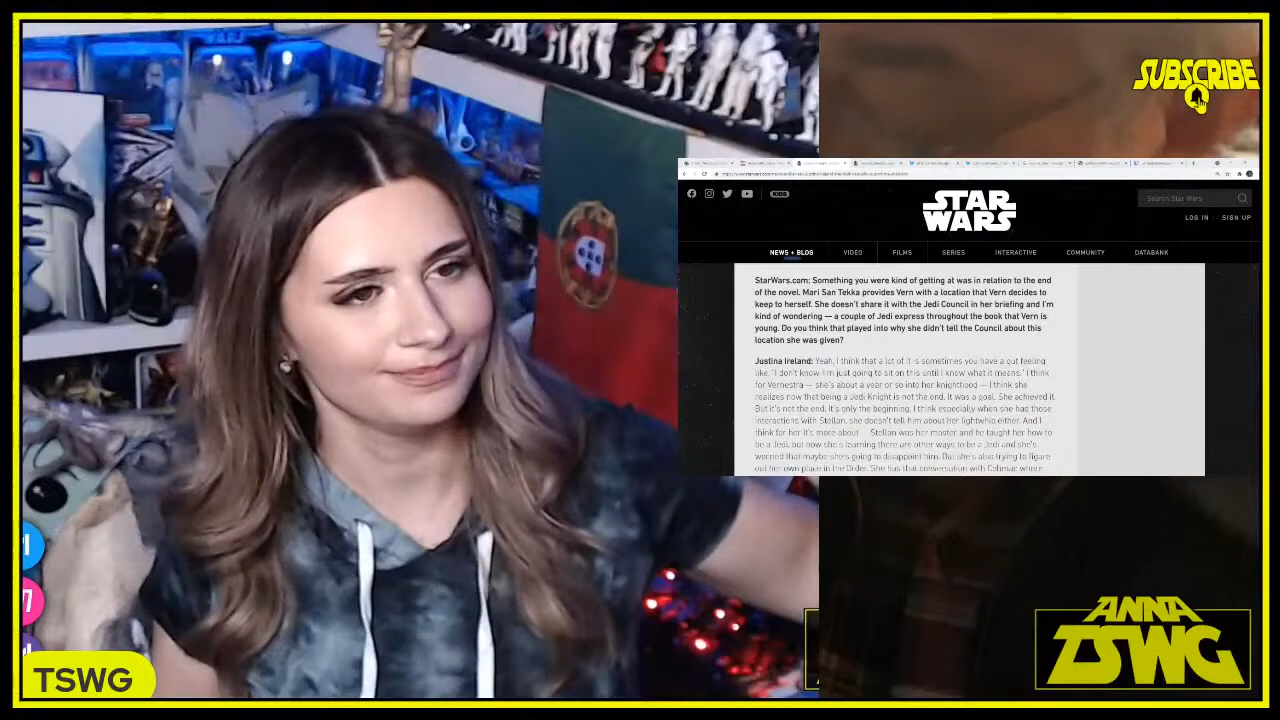 SUBSCRIBE
KIDS
STAR
WARS
Search Star Wars
LOG IN
SIGN UP
NEWS + BLOG
VIDEO
FILMS
SERIES
INTERACTIVE
COMMUNITY
DATABANK
StarWars.com: Something you were kind of getting at was in relation to the end
of the novel. Mari San Tekka provides Vern with a location that Vern decides to
keep to herself. She doesn't share it with the Jedi Council in her briefing and I'm
kind of wondering — a couple of Jedi express throughout the book that Vern is
young. Do you think that played into why she didn't tell the Council about this
location she was given?
Justina Ireland: Yeah, I think that a lot of it is sometimes you have a gut feeling
like, "I don't know. I'm just going to sit on this until I know what it means." I think
for Vernestra — she's about a year or so into her knighthood — I think she
realizes now that being a Jedi Knight is not the end. It was a goal. She achieved it.
But it's not the end. It's only the beginning. I think especially when she had those
interactions with Stellan, she doesn't tell him about her lightwhip either. And I
think for her it's more about — Stellan was her master and he taught her how to
be a Jedi, but now she's learning there are other ways to be a Jedi and she's
worried that maybe she's going to disappoint him. But she's also trying to figure
out her own place in the Order. She has that conversation with Cohmac where
TSWG
ANNA
TSWG